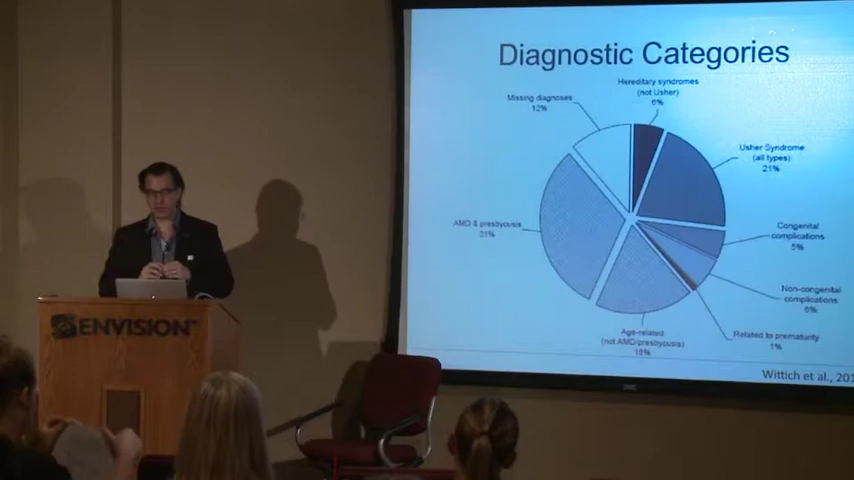 Diagnostic Categories
Hereditary syndromes
(not Usher)
6%
Missing diagnoses
12%
Usher Syndrome
(all types)
21%
AMD & presbycusis
31%
Congenital
complications
5%
Non-congenital
complications
6%
Related to prematurity
1%
Age-related
(not AMD/presbycusis)
18%
Wittich et al., 201
ENVISION